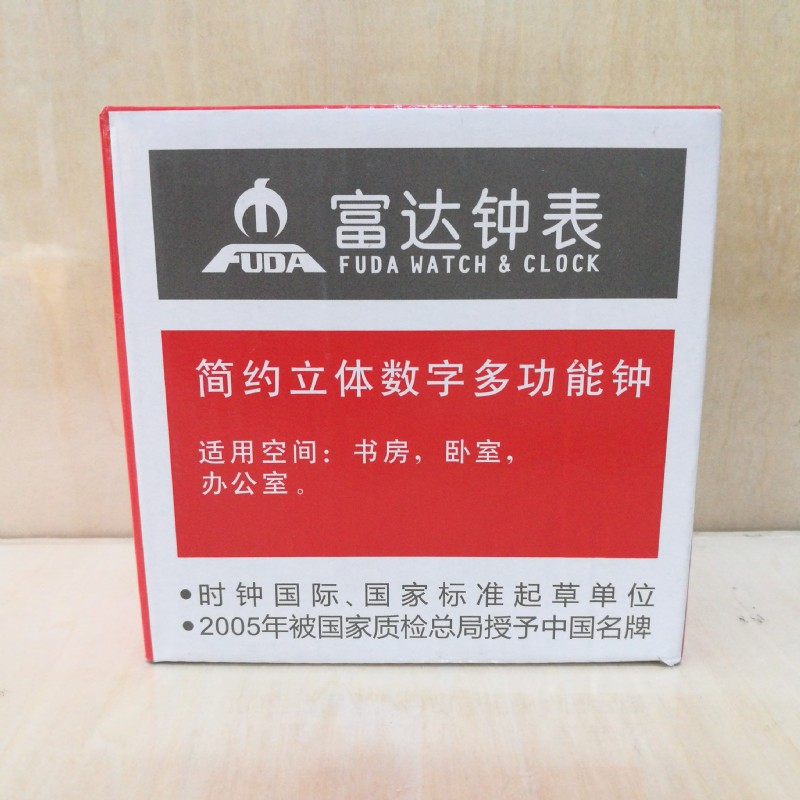 富达钟表
FUDA
FUDA WATCH & CLOCK
简约立体数字多功能钟
适用空间：书房，卧室，
办公室。
•时钟国际、国家标准起草单位
•2005年被国家质检总局授予中国名牌